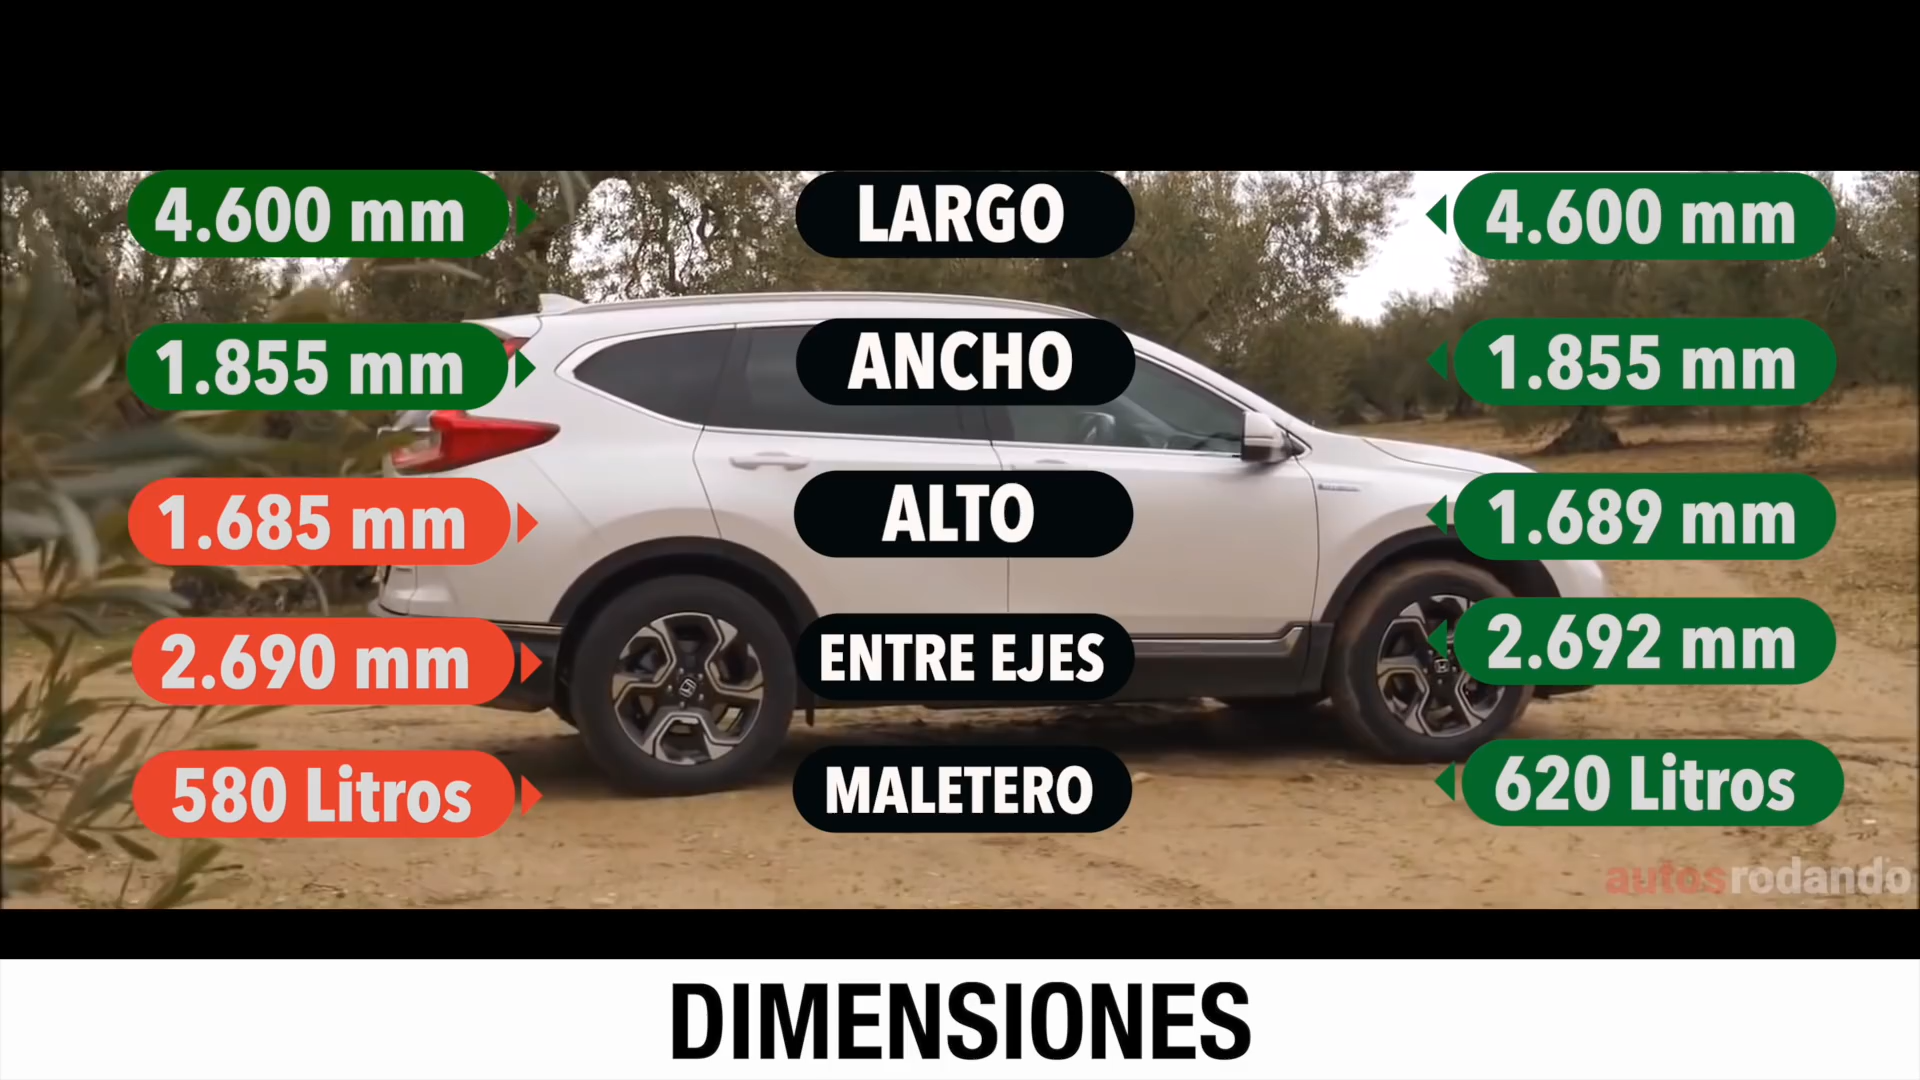 4.600 mm LARGO 4.600 mm
1.855 mm ANCHO 1.855 mm
1.685 mm ALTO 1.689 mm
2.690 mm ENTRE EJES 2.692 mm
580 Litros MALETERO 620 Litros
autosrodando
DIMENSIONES